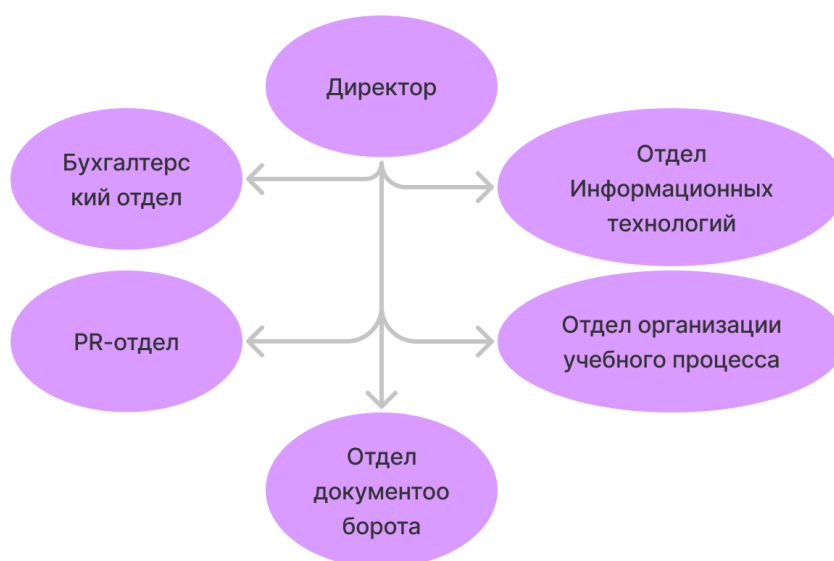 Директор
Бухгалтерс
кий отдел
Отдел
Информационных
технологий
PR-отдел
Отдел организации
учебного процесса
Отдел
документоо
борота